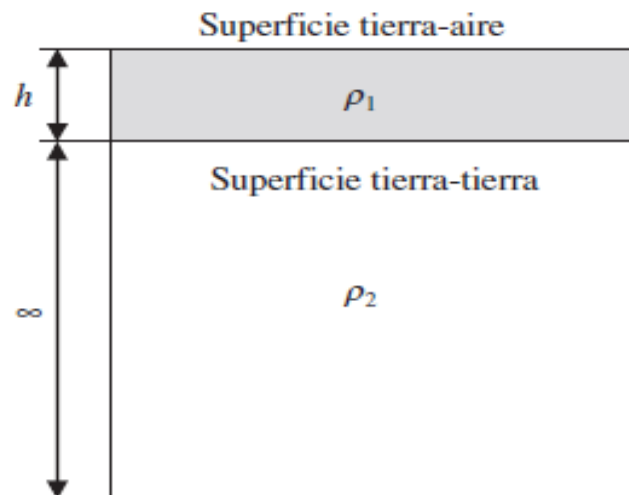 Superficie tierra-aire
h
ρ1
Superficie tierra-tierra
ρ2
∞